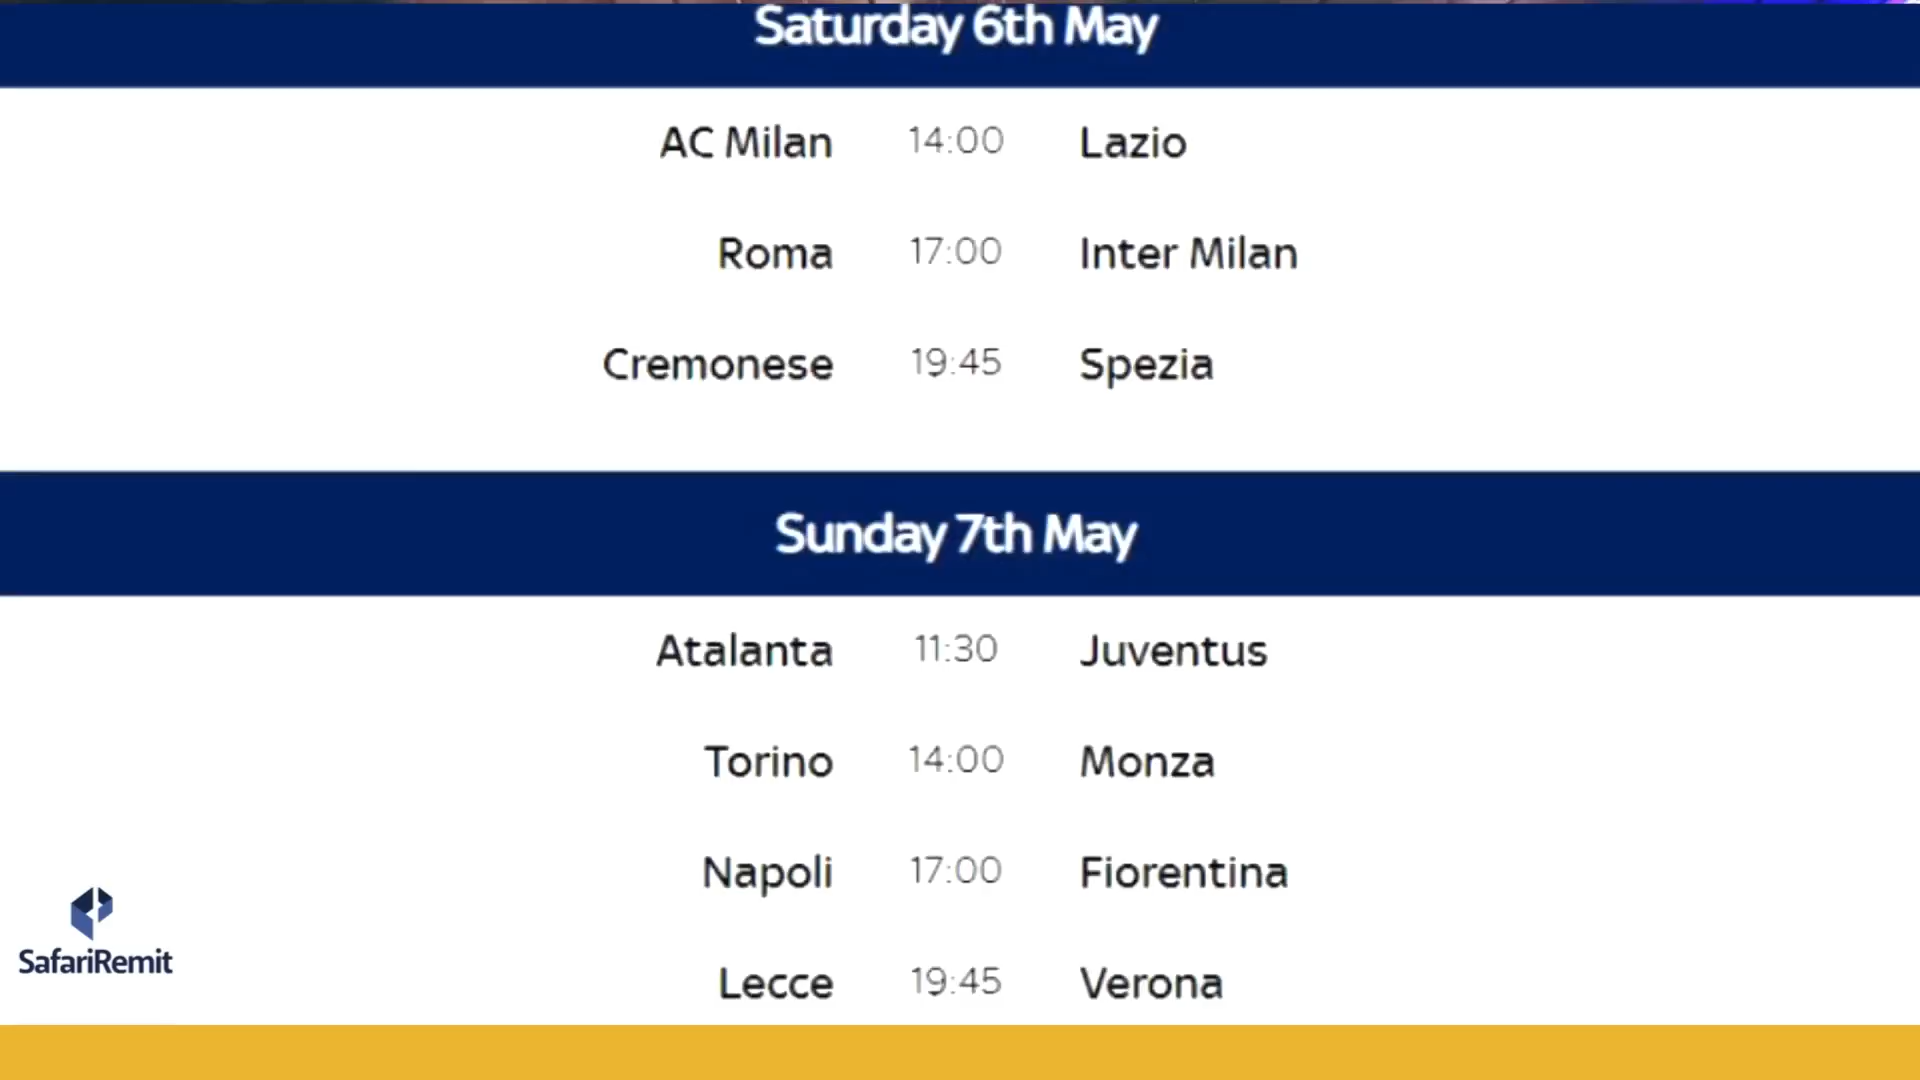 Saturday 6th May
AC Milan 14:00 Lazio
Roma 17:00 Inter Milan
Cremonese 19:45 Spezia
Sunday 7th May
Atalanta 11:30 Juventus
Torino 14:00 Monza
Napoli 17:00 Fiorentina
Lecce 19:45 Verona
SafariRemit